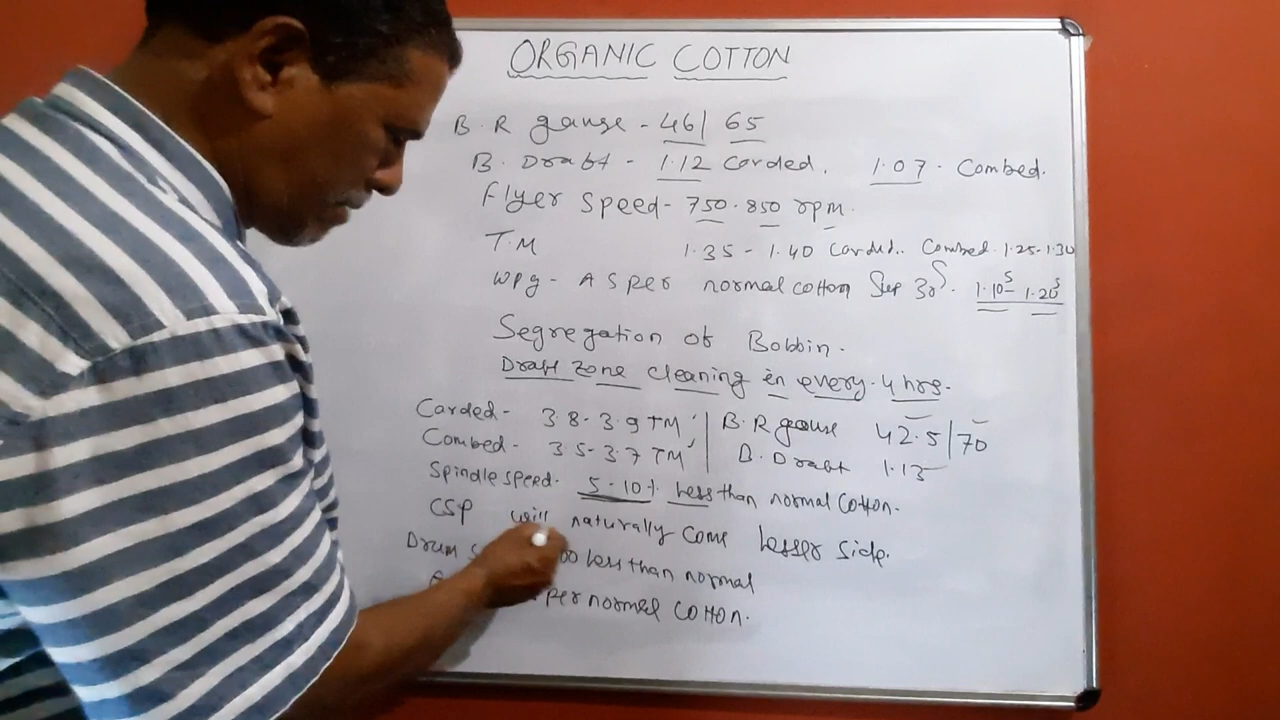 ORGANIC COTTON
B.R gause - 46/ 65
B. Draft - 1.12 Carded. 1.07 - Combed.
Flyer Speed - 750 - 850 rpm.
T.M 1.35 - 1.40 Carded.. Combed. 1.25-1.30
Wpg - As per normal cotton 30s. 1.10s - 1.20s
Segregation of Bobbin.
Draft zone cleaning in every 4 hrs.
Carded - 3.8 - 3.9 TM | B.R gause 42.5/70
Combed - 3.5 - 3.7 TM | B. Draft 1.13
Spindle speed - 5 - 10% less than normal Cotton.
CSP will naturally come lesser side.
Drum 00 less than normal
per normal Cotton.